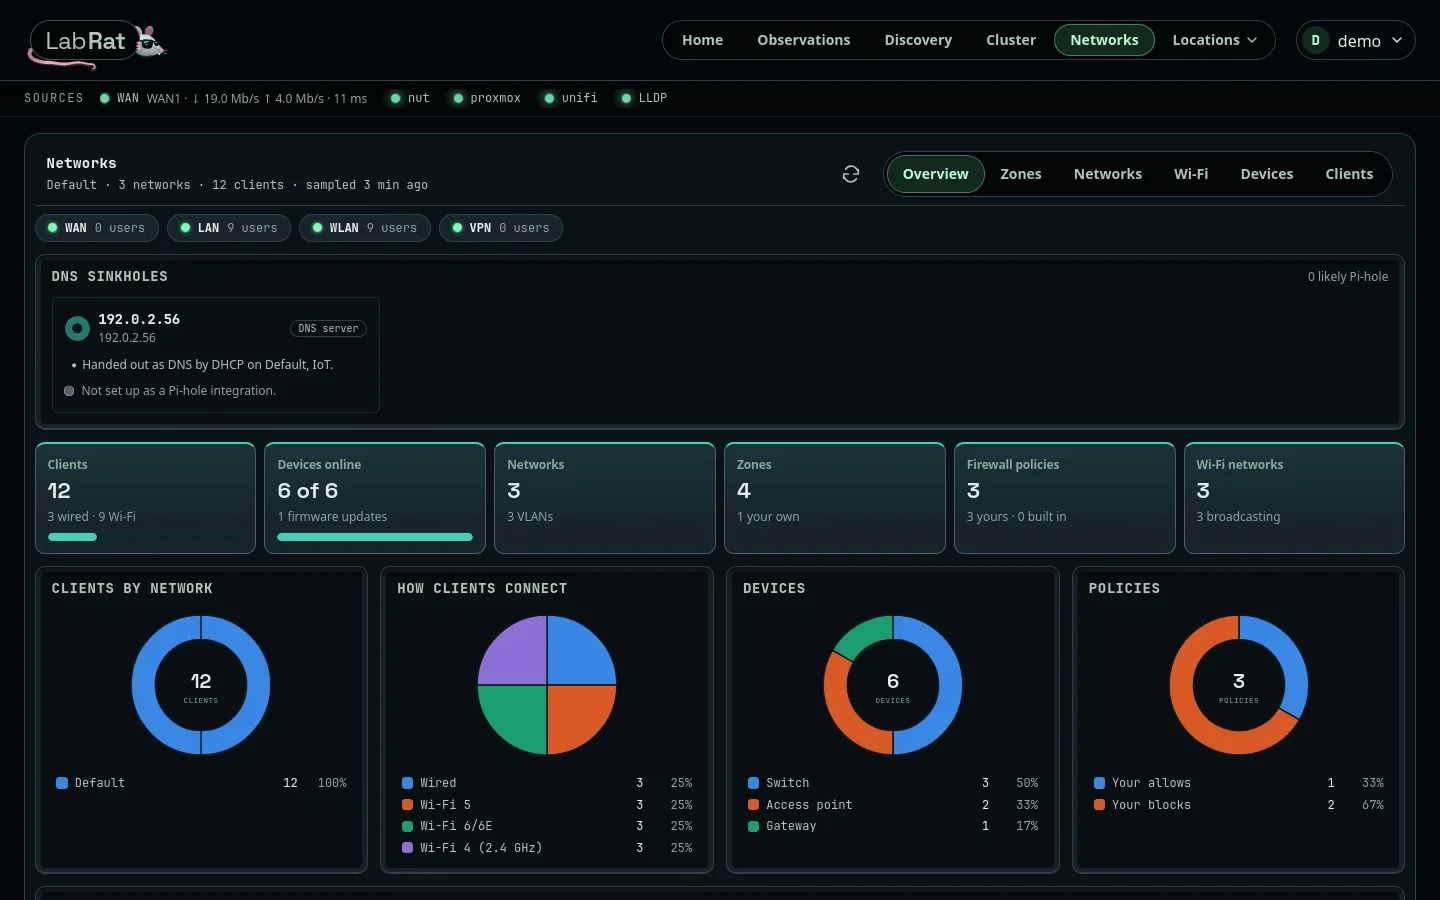 LabRat
Home Observations Discovery Cluster Networks Locations
D demo
SOURCES WAN WAN1 · ↓ 19.0 Mb/s ↑ 4.0 Mb/s · 11 ms nut proxmox unifi LLDP
Networks
Default · 3 networks · 12 clients · sampled 3 min ago
Overview Zones Networks Wi-Fi Devices Clients
WAN 0 users LAN 9 users WLAN 9 users VPN 0 users
DNS SINKHOLES
0 likely Pi-hole
192.0.2.56
192.0.2.56
DNS server
• Handed out as DNS by DHCP on Default, IoT.
Not set up as a Pi-hole integration.
Clients
12
3 wired · 9 Wi-Fi
Devices online
6 of 6
1 firmware updates
Networks
3
3 VLANs
Zones
4
1 your own
Firewall policies
3
3 yours · 0 built in
Wi-Fi networks
3
3 broadcasting
CLIENTS BY NETWORK
12
CLIENTS
Default 12 100%
HOW CLIENTS CONNECT
Wired 3 25%
Wi-Fi 5 3 25%
Wi-Fi 6/6E 3 25%
Wi-Fi 4 (2.4 GHz) 3 25%
DEVICES
6
DEVICES
Switch 3 50%
Access point 2 33%
Gateway 1 17%
POLICIES
3
POLICIES
Your allows 1 33%
Your blocks 2 67%